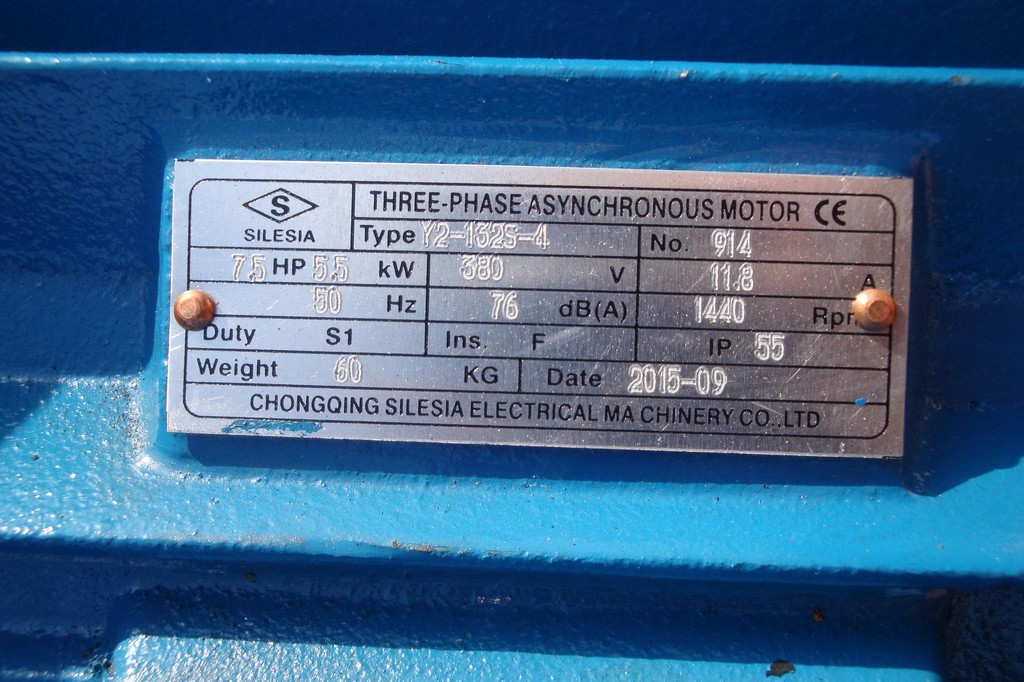 S
SILESIA
THREE-PHASE ASYNCHRONOUS MOTOR CE
Type Y2-132S-4 No. 914
7.5 HP 5.5 kW 380 V 11.8 A
50 Hz 76 dB(A) 1440 Rpm
Duty S1 Ins. F IP 55
Weight 60 KG Date 2015-09
CHONGQING SILESIA ELECTRICAL MA CHINERY CO.,LTD